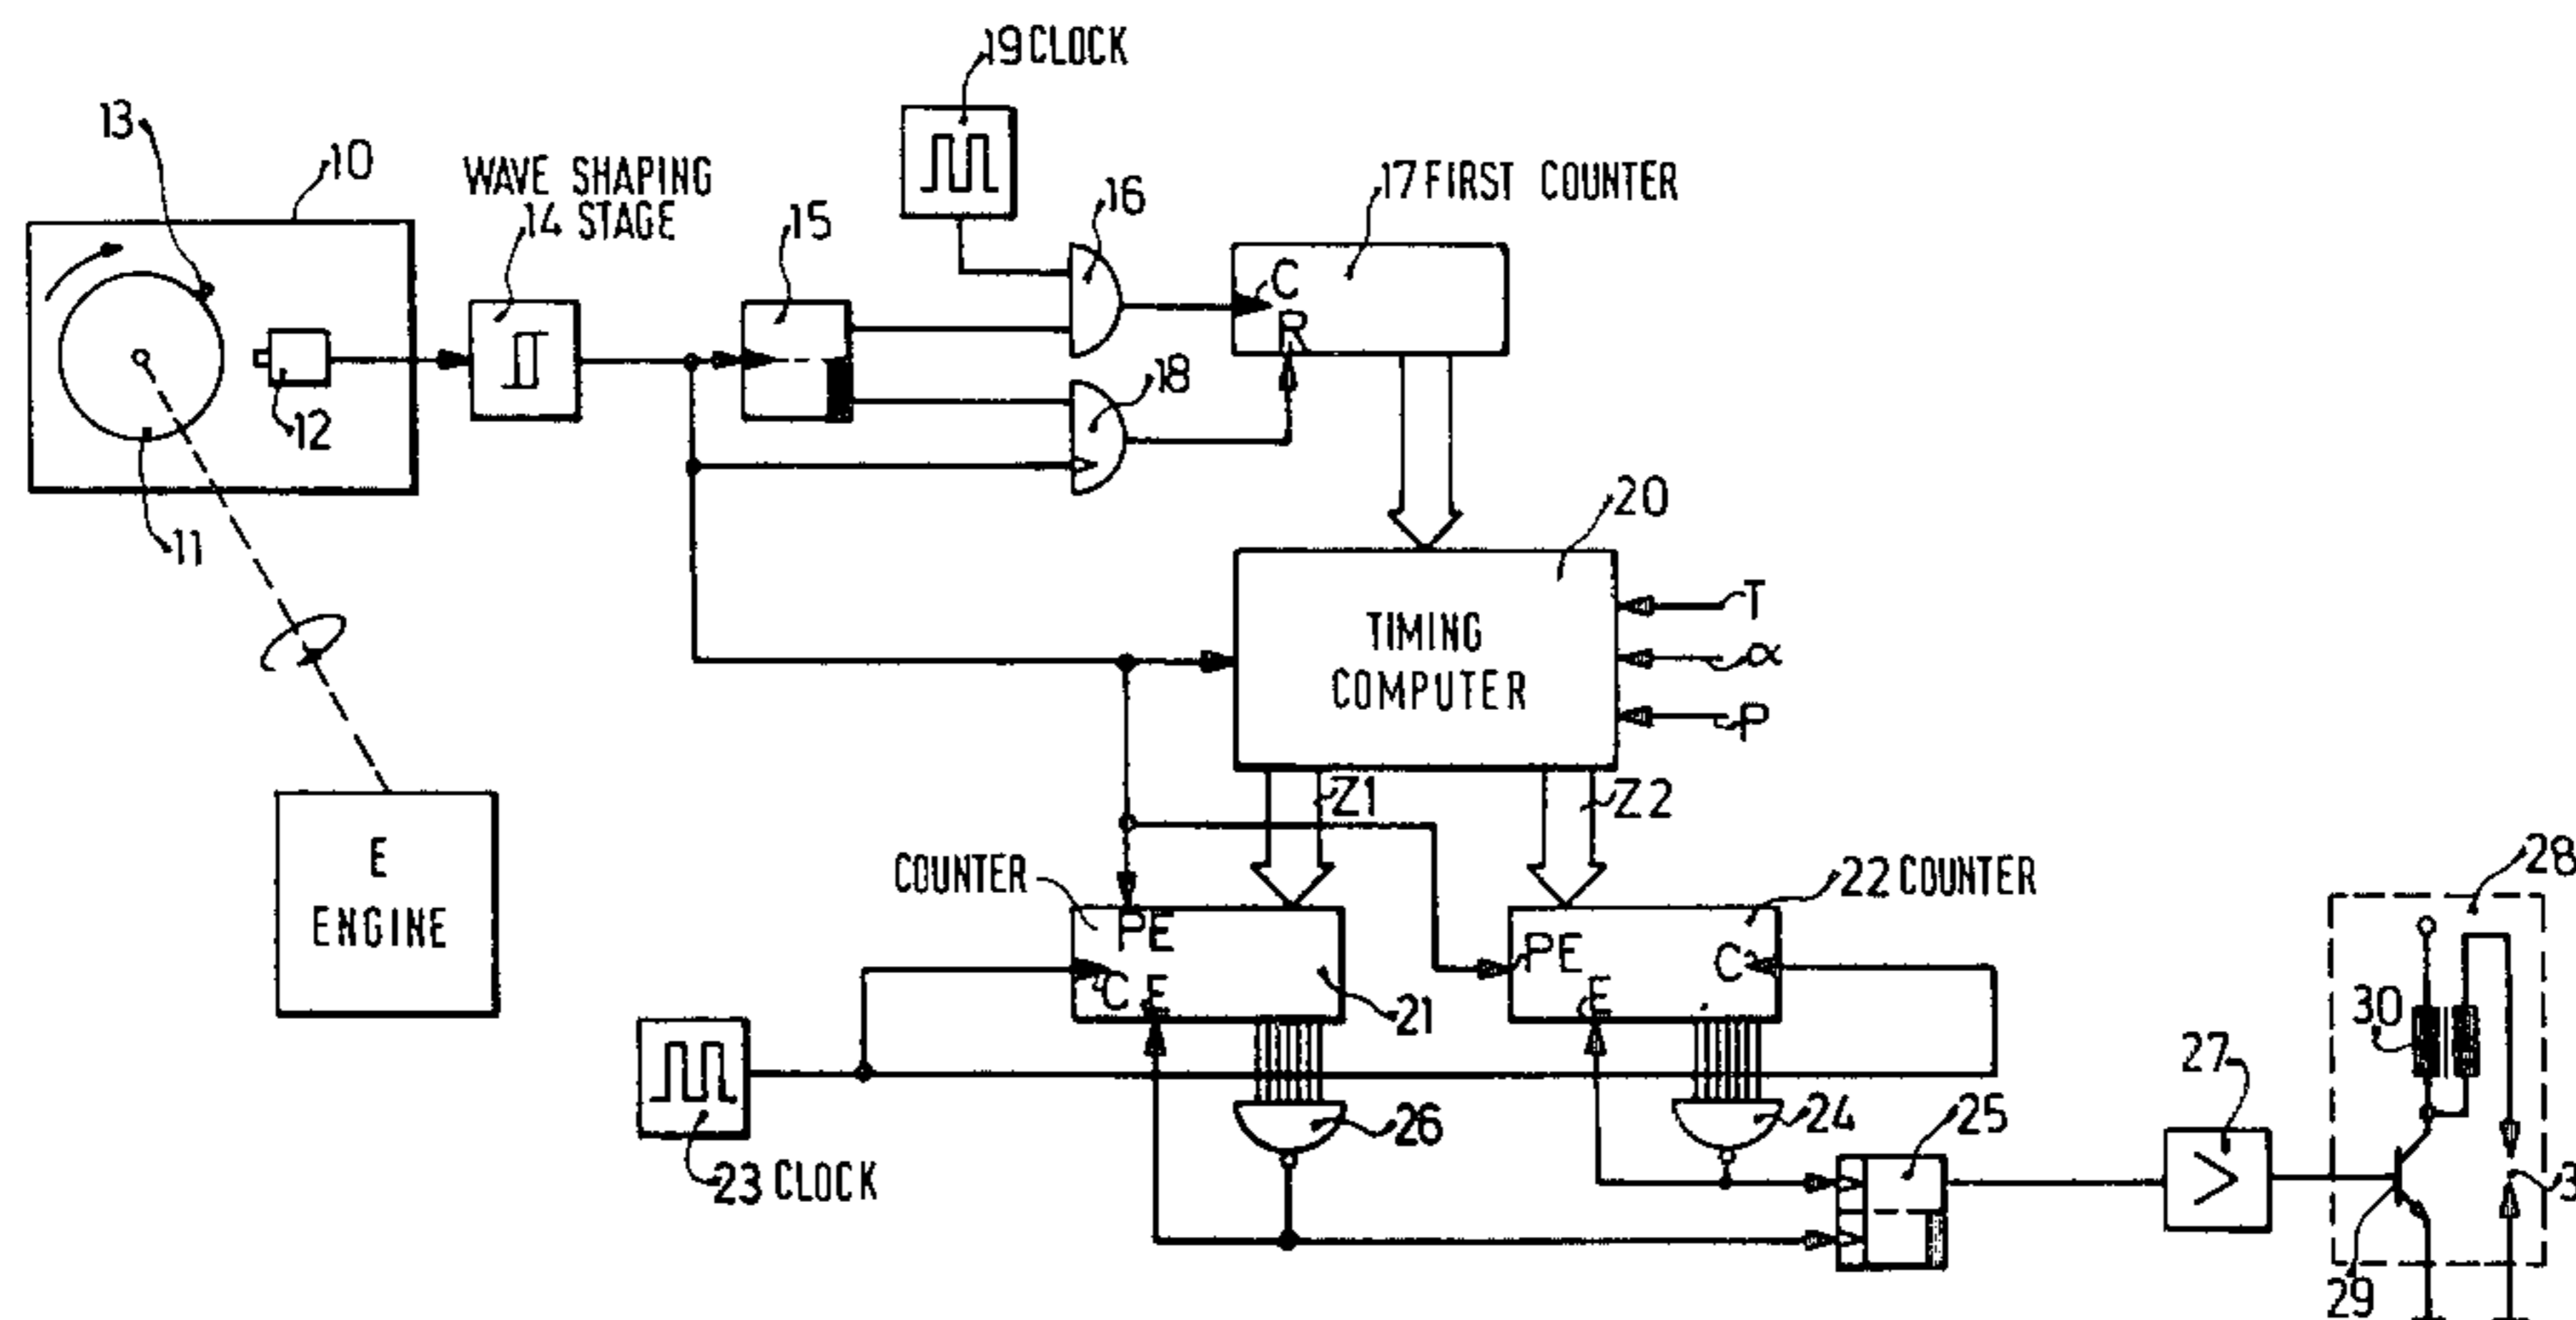 19 CLOCK
13
10
WAVE SHAPING
14 STAGE
15
16
17 FIRST COUNTER
C
R
18
12
11
20
TIMING
COMPUTER
T
α
P
Z1
Z2
E
ENGINE
COUNTER
22 COUNTER
28
PE
C E
21
PE
C
E
30
27
26
24
25
23 CLOCK
29